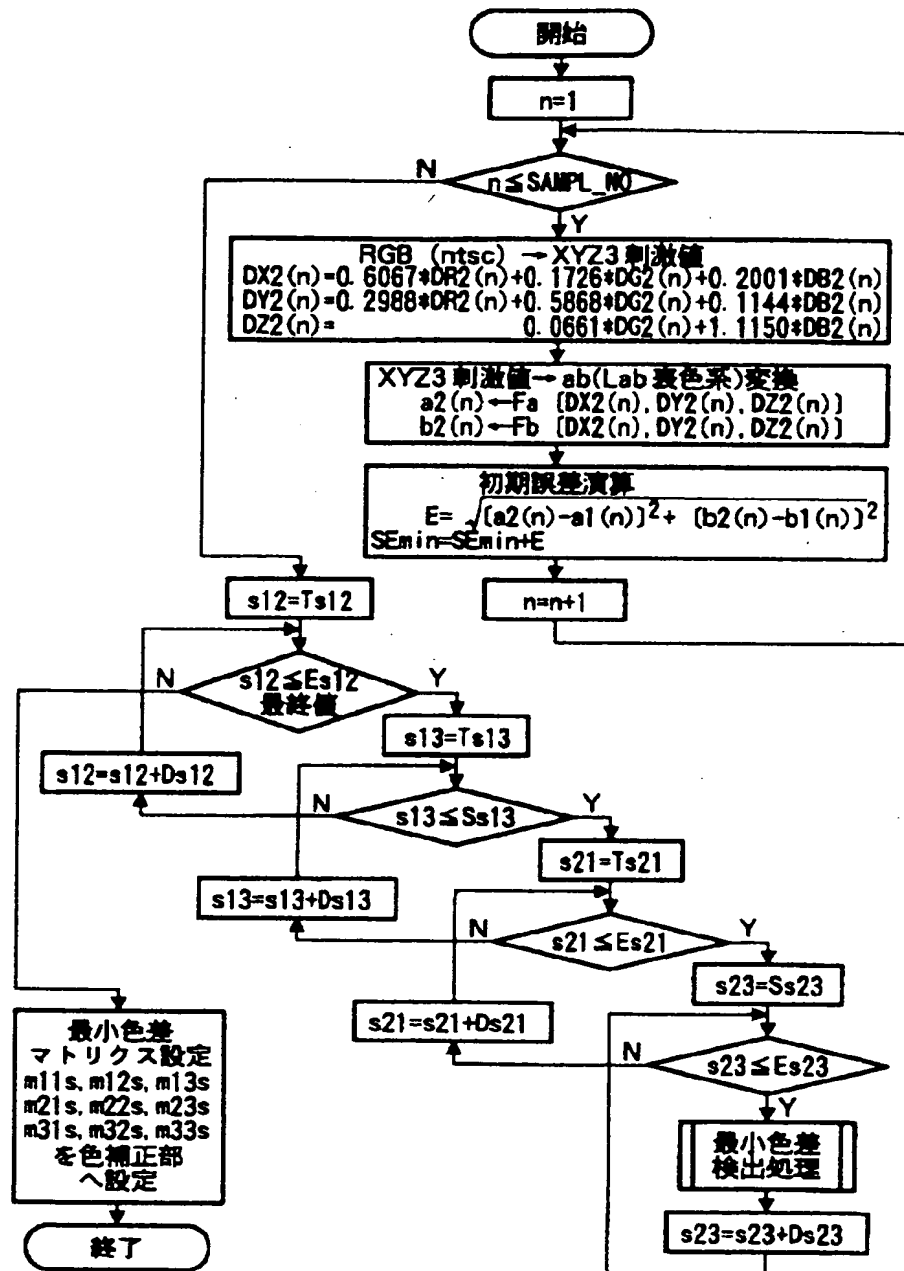 開始
n=1
N
n≦SAMPL_NO
Y
RGB (ntsc) →XYZ3刺激値
DX2(n)=0.6067*DR2(n)+0.1726*DG2(n)+0.2001*DB2(n)
DY2(n)=0.2988*DR2(n)+0.5868*DG2(n)+0.1144*DB2(n)
DZ2(n)= 0.0661*DG2(n)+1.1150*DB2(n)
XYZ3刺激値→ab(Lab表色系)変換
a2(n)←Fa [DX2(n),DY2(n),DZ2(n)]
b2(n)←Fb [DX2(n),DY2(n),DZ2(n)]
初期誤差演算
E= √[a2(n)-a1(n)]²+ [b2(n)-b1(n)]²
SEmin=SEmin+E
n=n+1
s12=Ts12
N
s12≦Es12
最終値
Y
s13=Ts13
s12=s12+Ds12
N
s13≦Ss13
Y
s21=Ts21
s13=s13+Ds13
N
s21≦Es21
Y
s23=Ss23
s21=s21+Ds21
N
s23≦Es23
Y
最小色差
検出処理
s23=s23+Ds23
最小色差
マトリクス設定
m11s,m12s,m13s
m21s,m22s,m23s
m31s,m32s,m33s
を色補正部
へ設定
終了